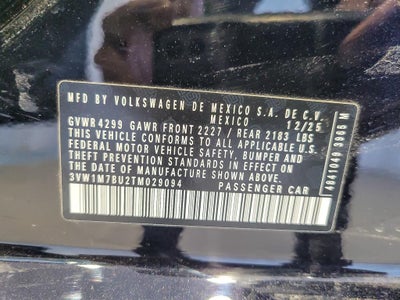 MFD BY VOLKSWAGEN DE MEXICO S.A. DE C.V.
MEXICO 12/25
GVWR 4299 GAWR FRONT 2227 / REAR 2183 LBS
THIS VEHICLE CONFORMS TO ALL APPLICABLE U.S.
FEDERAL MOTOR VEHICLE SAFETY, BUMPER AND
THEFT PREVENTION STANDARDS IN EFFECT ON
THE DATE OF MANUFACTURE SHOWN ABOVE.
3VW1M7BU2TM029094 PASSENGER CAR